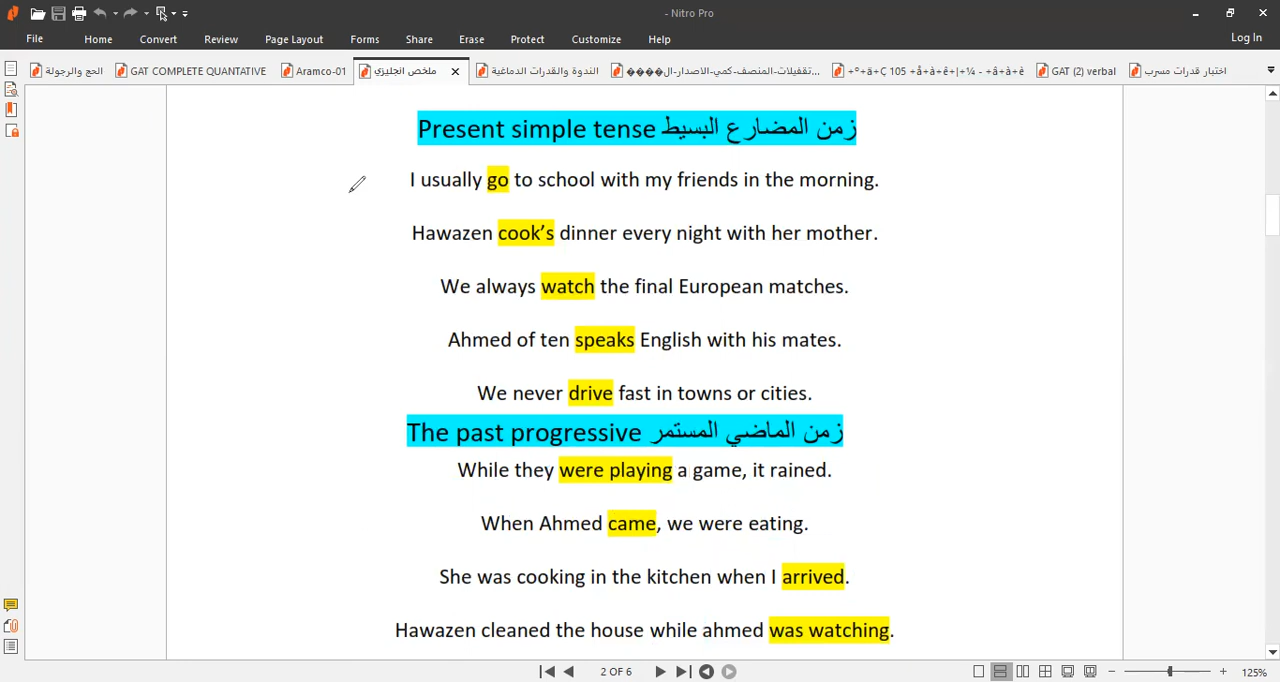 - Nitro Pro
File Home Convert Review Page Layout Forms Share Erase Protect Customize Help Log In
الحج والرجولة GAT COMPLETE QUANTATIVE Aramco-01 ملخص انجليزي الندوة والقدرات الدماغية تقفيلات-المنصف-كمي-الاصدار-ال... GAT (2) verbal اختبار قدرات مسرب
Present simple tense زمن المضارع البسيط
I usually go to school with my friends in the morning.
Hawazen cook's dinner every night with her mother.
We always watch the final European matches.
Ahmed of ten speaks English with his mates.
We never drive fast in towns or cities.
The past progressive زمن الماضي المستمر
While they were playing a game, it rained.
When Ahmed came, we were eating.
She was cooking in the kitchen when I arrived.
Hawazen cleaned the house while ahmed was watching.
2 OF 6 125%